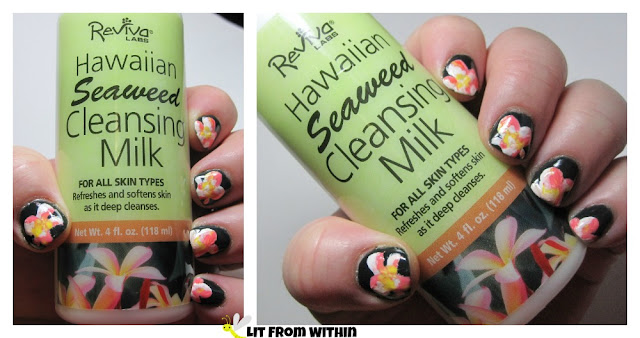 Reviva
LABS
Hawaiian
Seaweed
Cleansing
Milk
FOR ALL SKIN TYPES
Refreshes and softens skin
as it deep cleanses.
Net Wt. 4 fl. oz. (118 ml)
Reviva
LABS
Hawaiian
Seaweed
Cleansing
Milk
FOR ALL SKIN TYPES
Refreshes and softens skin
as it deep cleanses.
Net Wt. 4 fl. oz. (118 ml)
LIT FROM WITHIN